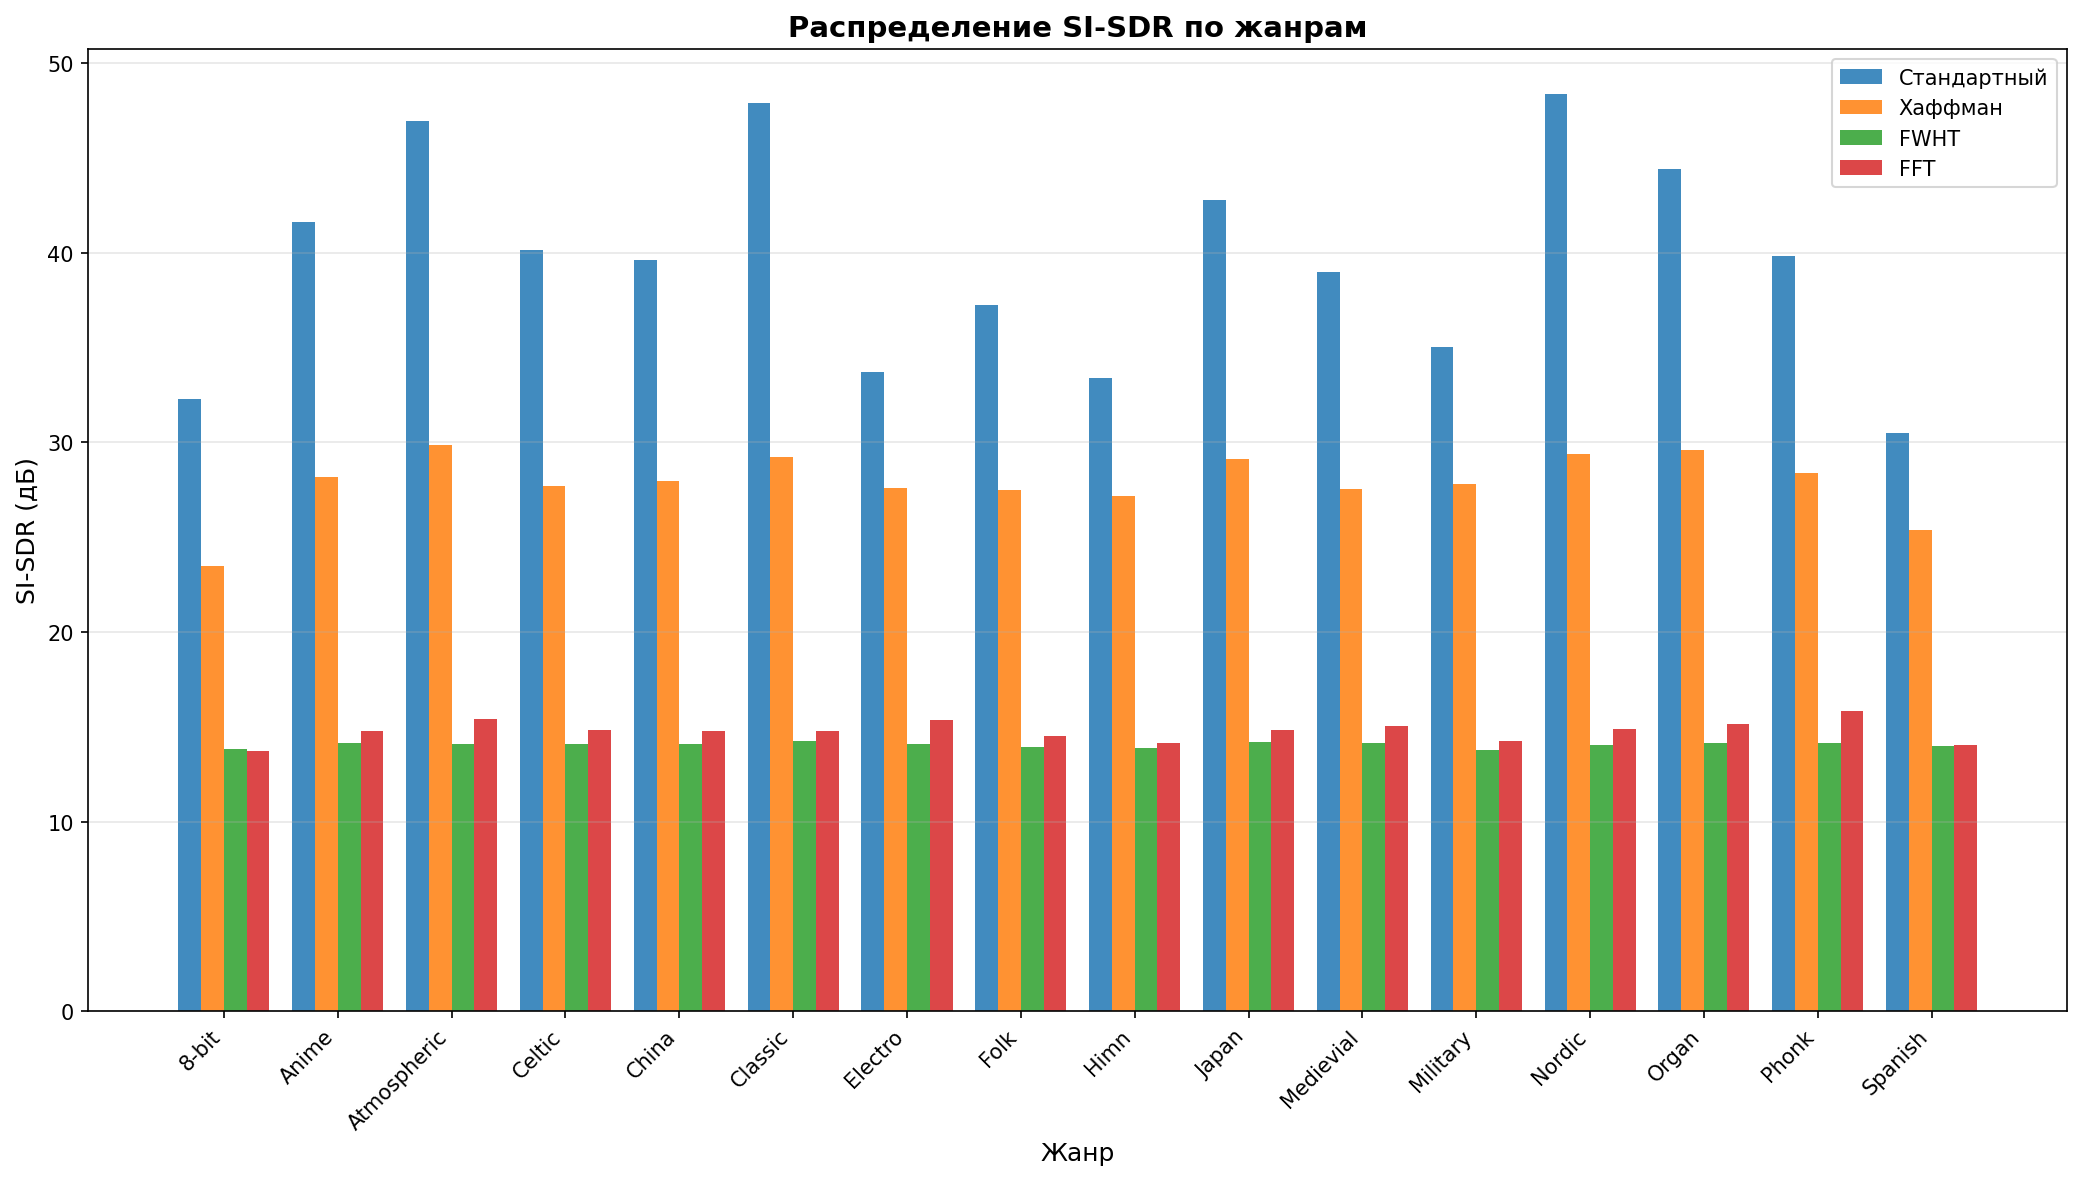 Распределение SI-SDR по жанрам
Стандартный
Хаффман
FWHT
FFT
SI-SDR (дБ)
50
40
30
20
10
0
8-bit
Anime
Atmospheric
Celtic
China
Classic
Electro
Folk
Himn
Japan
Medievial
Military
Nordic
Organ
Phonk
Spanish
Жанр